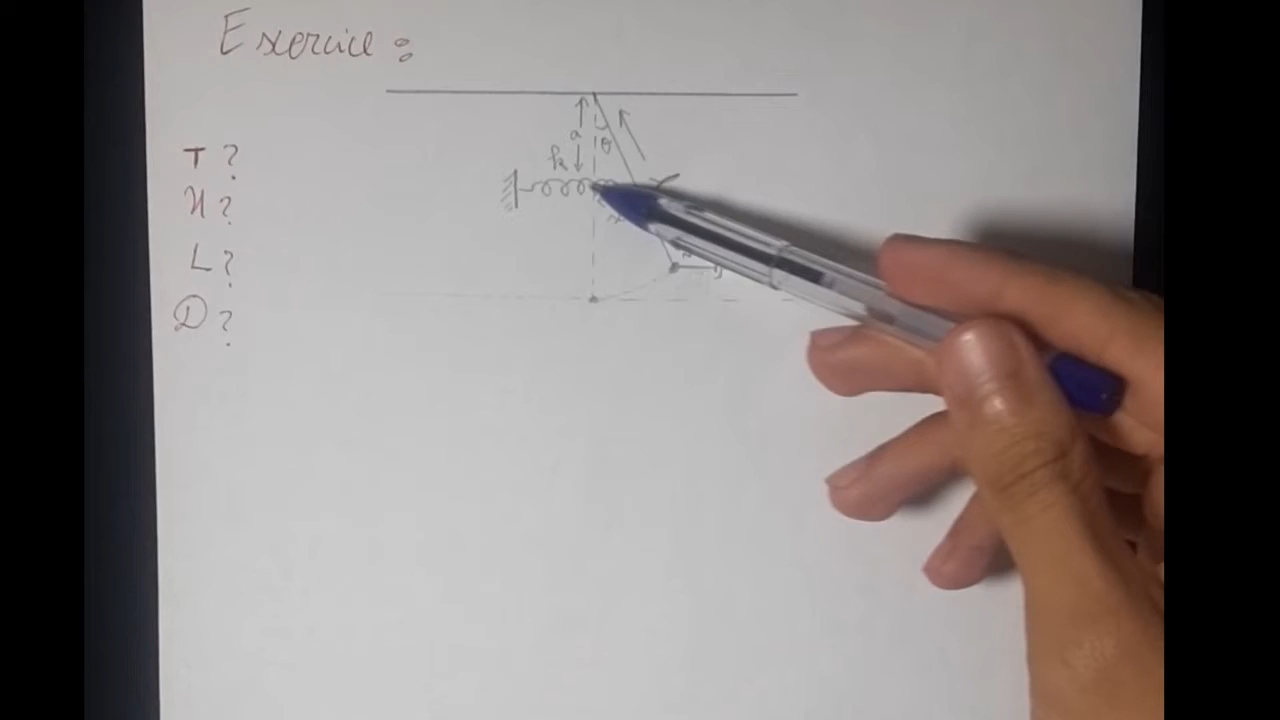 Exercice :
T ?
U ?
L ?
D ?
a
θ
k
x